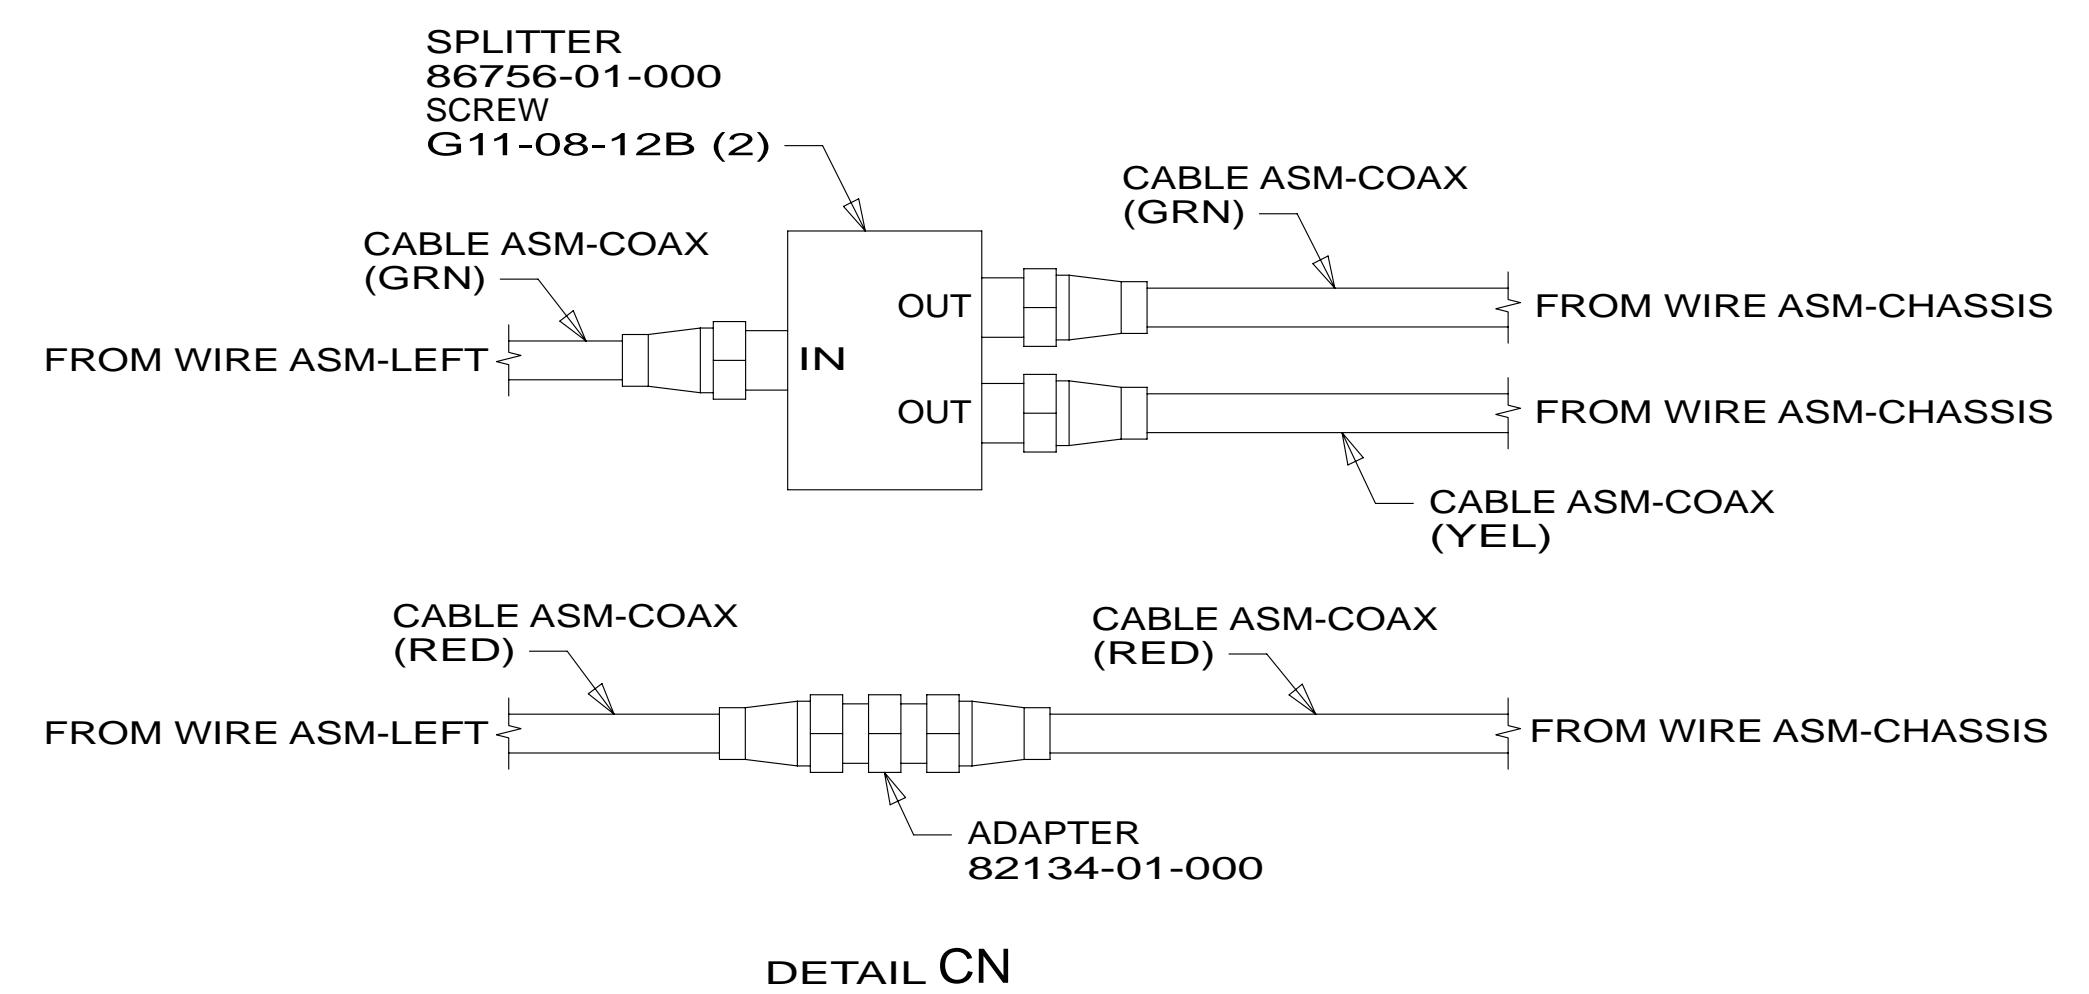 SPLITTER
86756-01-000
SCREW
G11-08-12B (2)
CABLE ASM-COAX
(GRN)
CABLE ASM-COAX
(GRN)
OUT
FROM WIRE ASM-CHASSIS
FROM WIRE ASM-LEFT
IN
OUT
FROM WIRE ASM-CHASSIS
CABLE ASM-COAX
(YEL)
CABLE ASM-COAX
(RED)
CABLE ASM-COAX
(RED)
FROM WIRE ASM-LEFT
FROM WIRE ASM-CHASSIS
ADAPTER
82134-01-000
DETAIL CN